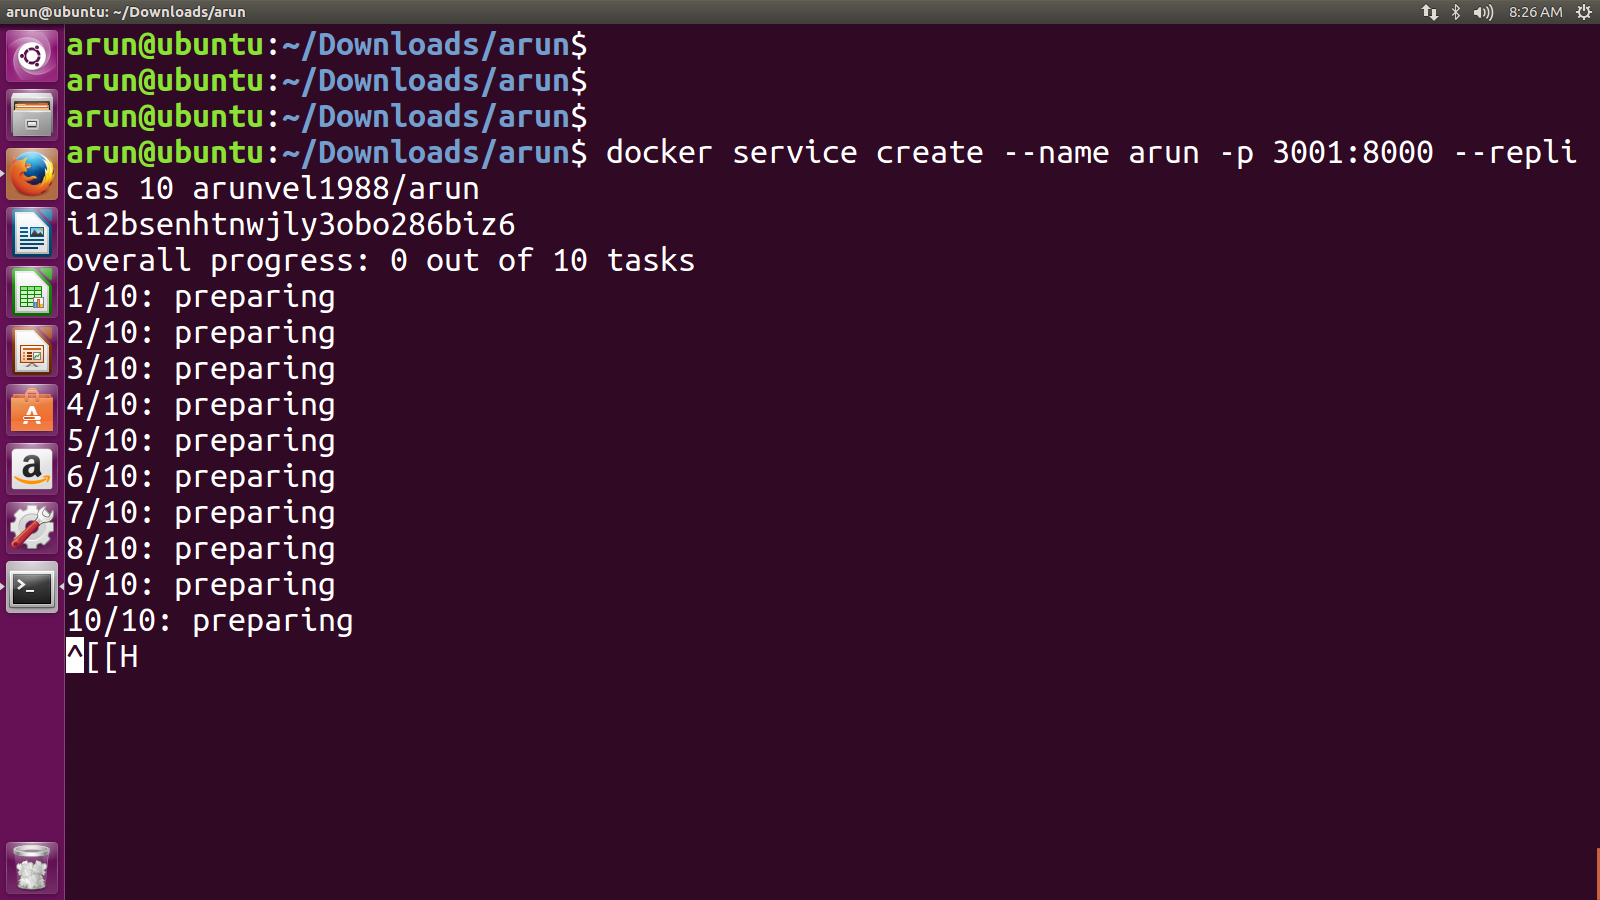 arun@ubuntu: ~/Downloads/arun
8:26 AM
arun@ubuntu:~/Downloads/arun$
arun@ubuntu:~/Downloads/arun$
arun@ubuntu:~/Downloads/arun$
arun@ubuntu:~/Downloads/arun$ docker service create --name arun -p 3001:8000 --repli
cas 10 arunvel1988/arun
i12bsenhtnwjly3obo286biz6
overall progress: 0 out of 10 tasks
1/10: preparing
2/10: preparing
3/10: preparing
4/10: preparing
5/10: preparing
6/10: preparing
7/10: preparing
8/10: preparing
9/10: preparing
10/10: preparing
^[[H